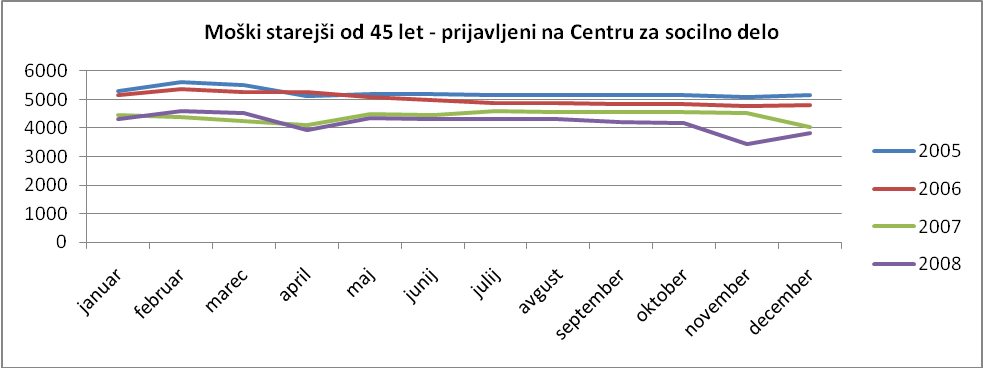 Moški starejši od 45 let - prijavljeni na Centru za socilno delo
6000
5000
4000
3000
2000
1000
0
januar
februar
marec
april
maj
junij
julij
avgust
september
oktober
november
december
2005
2006
2007
2008